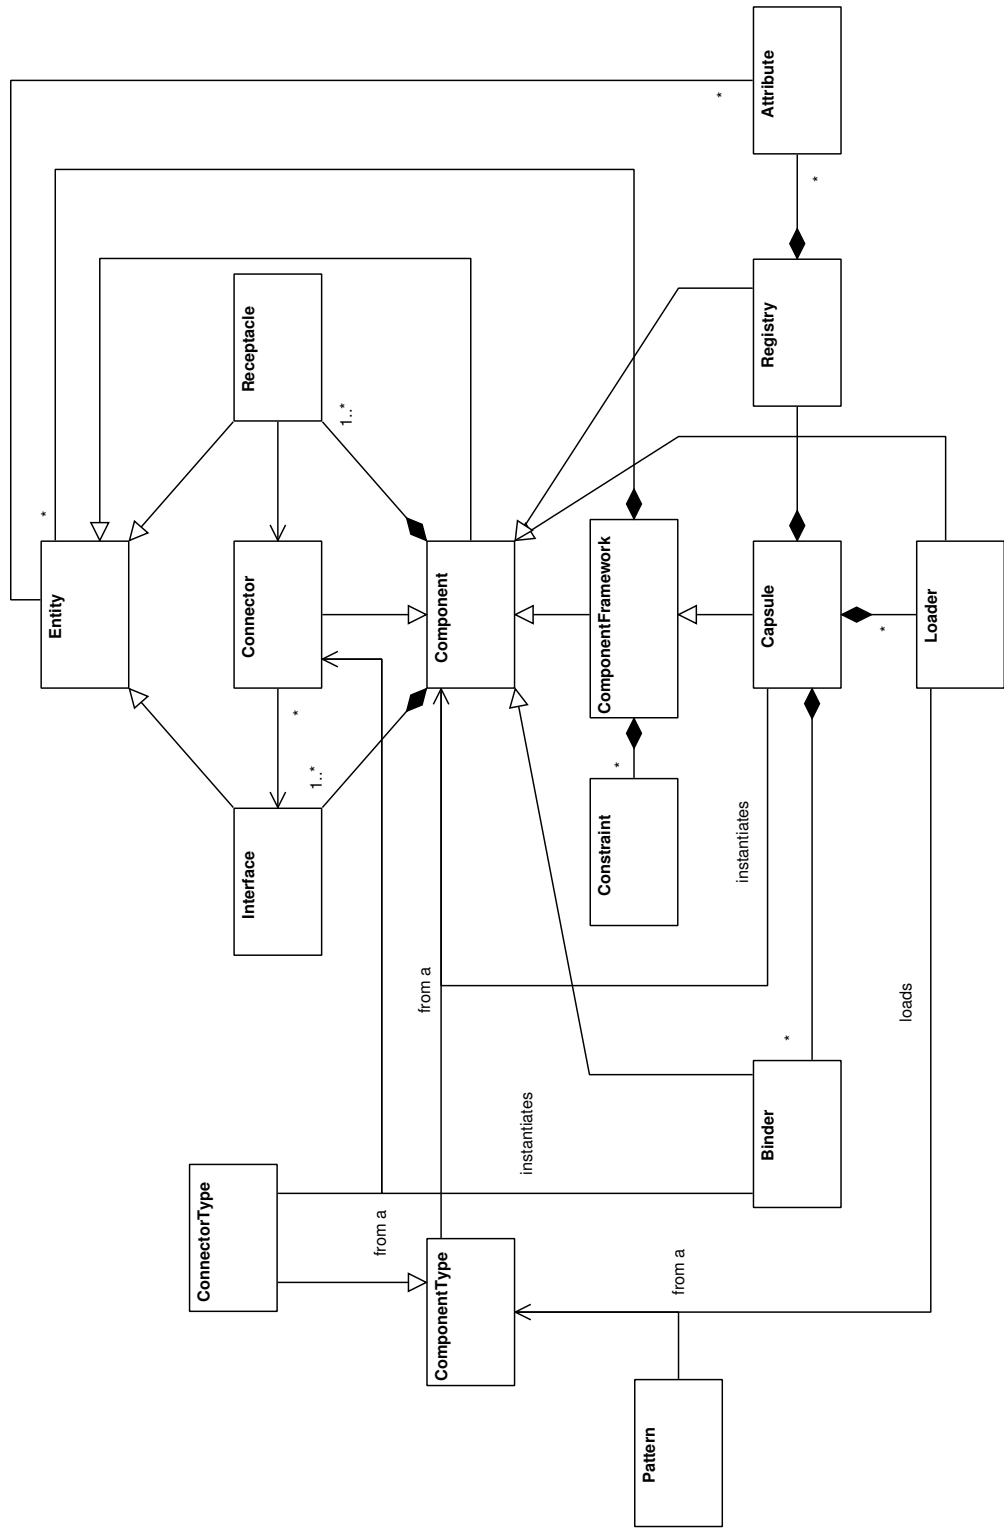 Entity
*
*
Attribute
Interface
1..*
*
Connector
Receptacle
1..*
ConnectorType
from a
ComponentType
from a
Component
instantiates
Constraint
*
ComponentFramework
Pattern
from a
Binder
*
instantiates
Capsule
Registry
*
loads
*
Loader